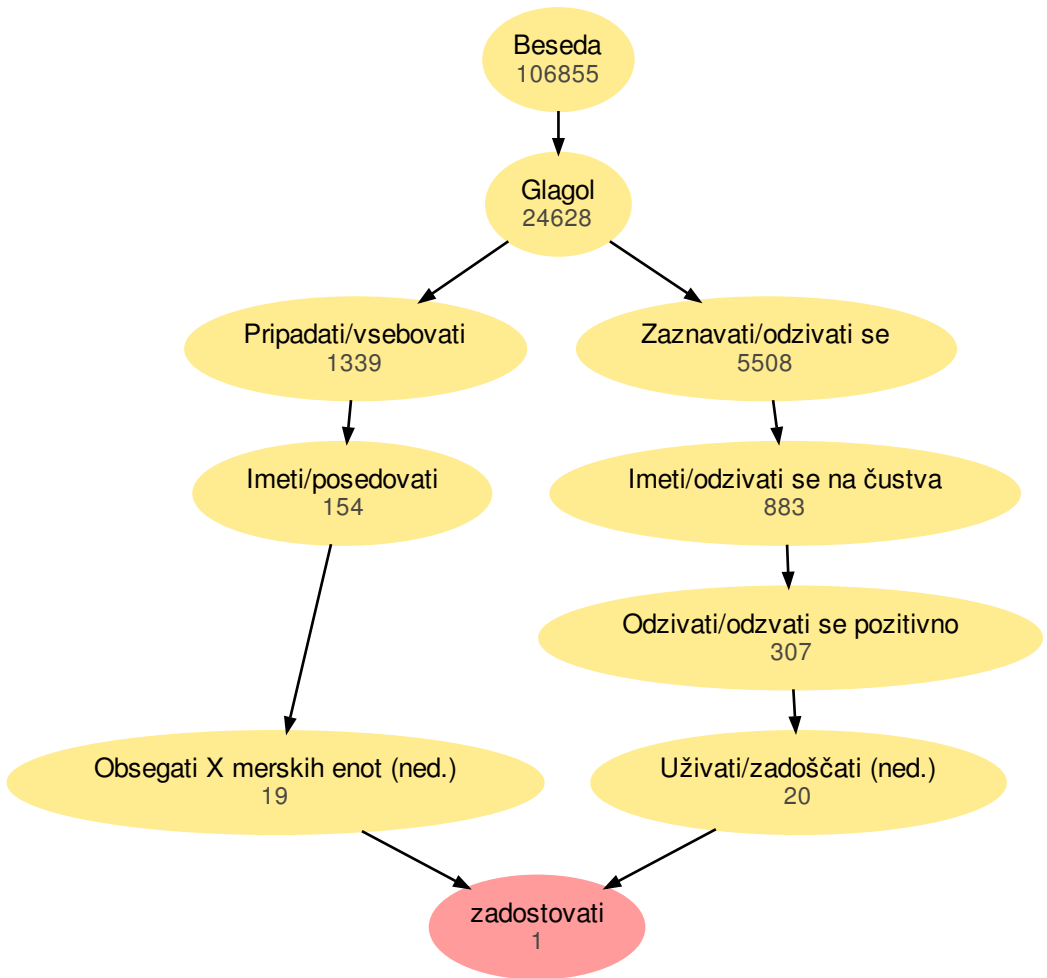 Beseda
106855
Glagol
24628
Pripadati/vsebovati
1339
Zaznavati/odzivati se
5508
Imeti/posedovati
154
Imeti/odzivati se na čustva
883
Odzivati/odzvati se pozitivno
307
Obsegati X merskih enot (ned.)
19
Uživati/zadoščati (ned.)
20
zadostovati
1